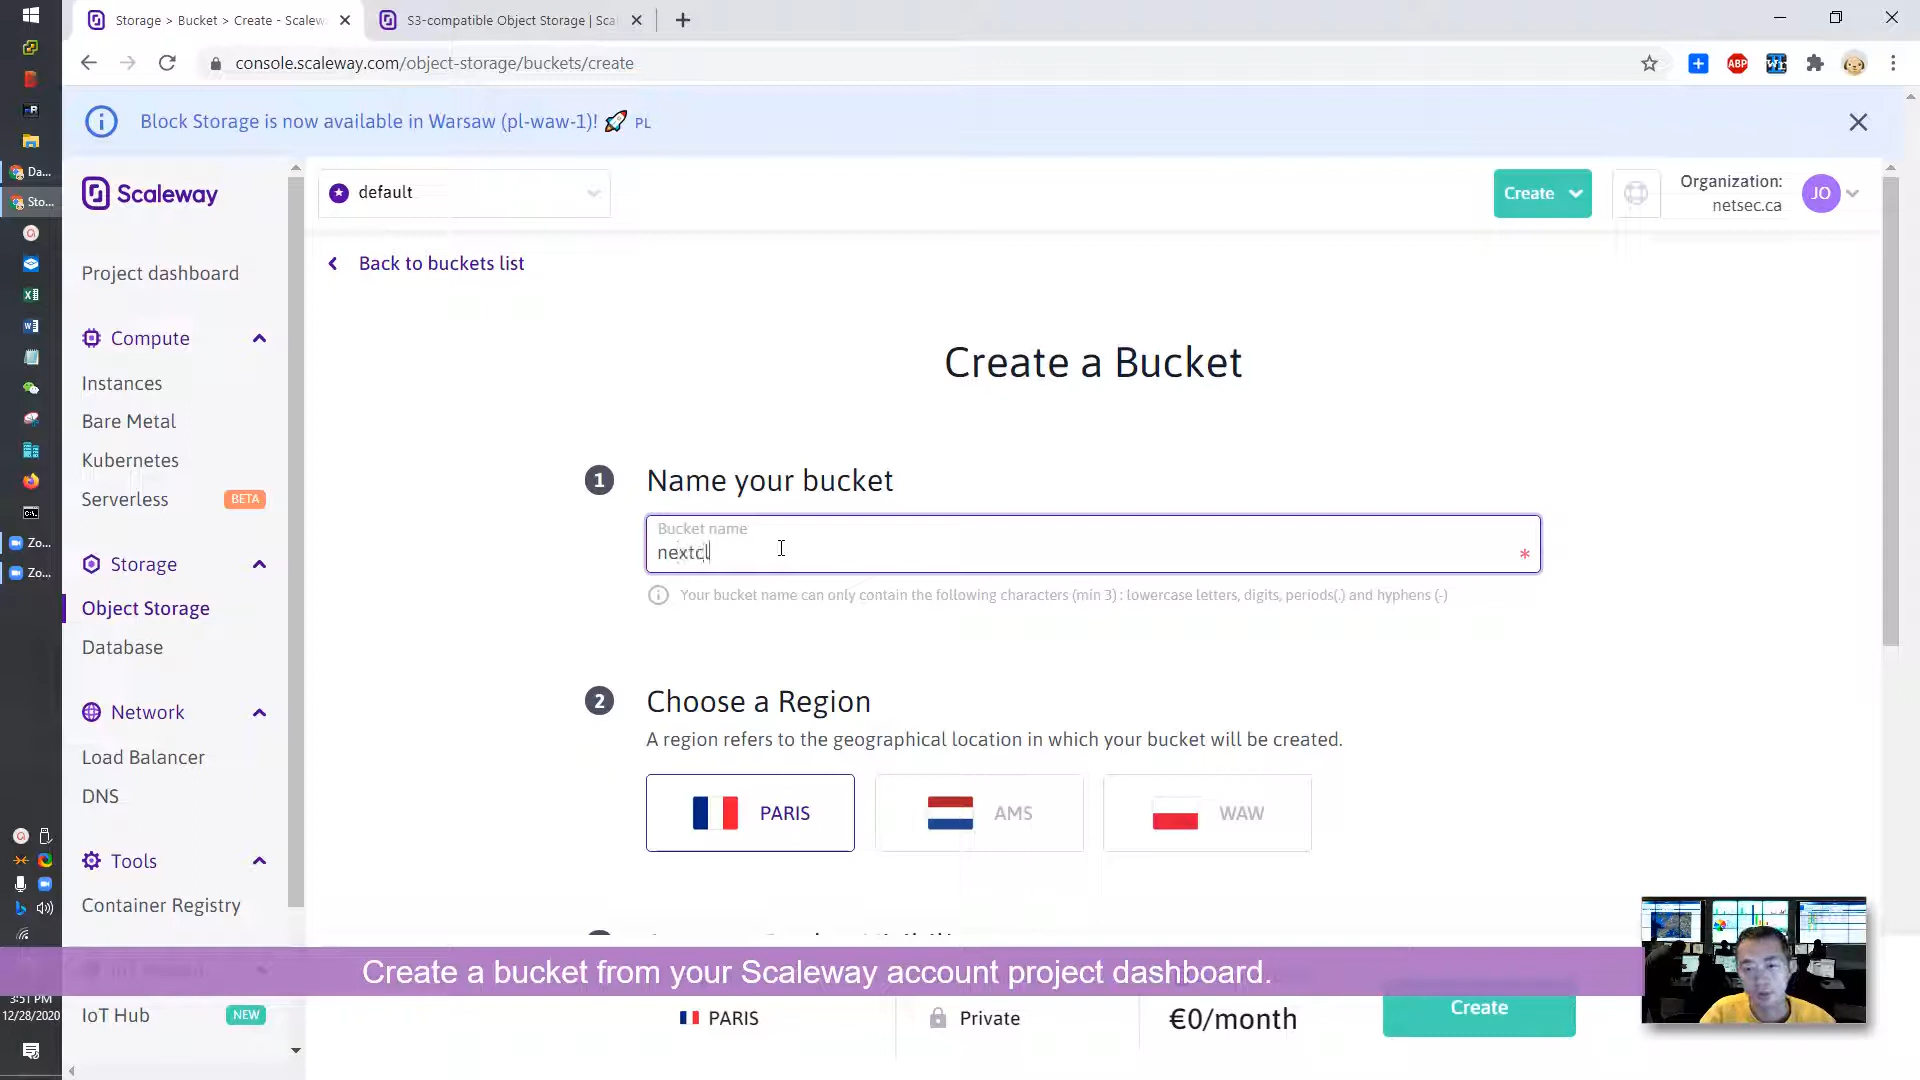 Storage > Bucket > Create - Scalew
S3-compatible Object Storage | Scal
console.scaleway.com/object-storage/buckets/create
ABP
Block Storage is now available in Warsaw (pl-waw-1)! 🚀 PL
Scaleway
default
Create
Organization:
netsec.ca
JO
Da...
Sto...
Zo...
Zo...
Project dashboard
Compute
Instances
Bare Metal
Kubernetes
Serverless
BETA
Storage
Object Storage
Database
Network
Load Balancer
DNS
Tools
Container Registry
IoT Hub
NEW
Back to buckets list
Create a Bucket
1
Name your bucket
Bucket name
nextcl
*
Your bucket name can only contain the following characters (min 3) : lowercase letters, digits, periods(.) and hyphens (-)
2
Choose a Region
A region refers to the geographical location in which your bucket will be created.
PARIS
AMS
WAW
Create a bucket from your Scaleway account project dashboard.
PARIS
Private
€0/month
Create
3:51 PM
12/28/2020